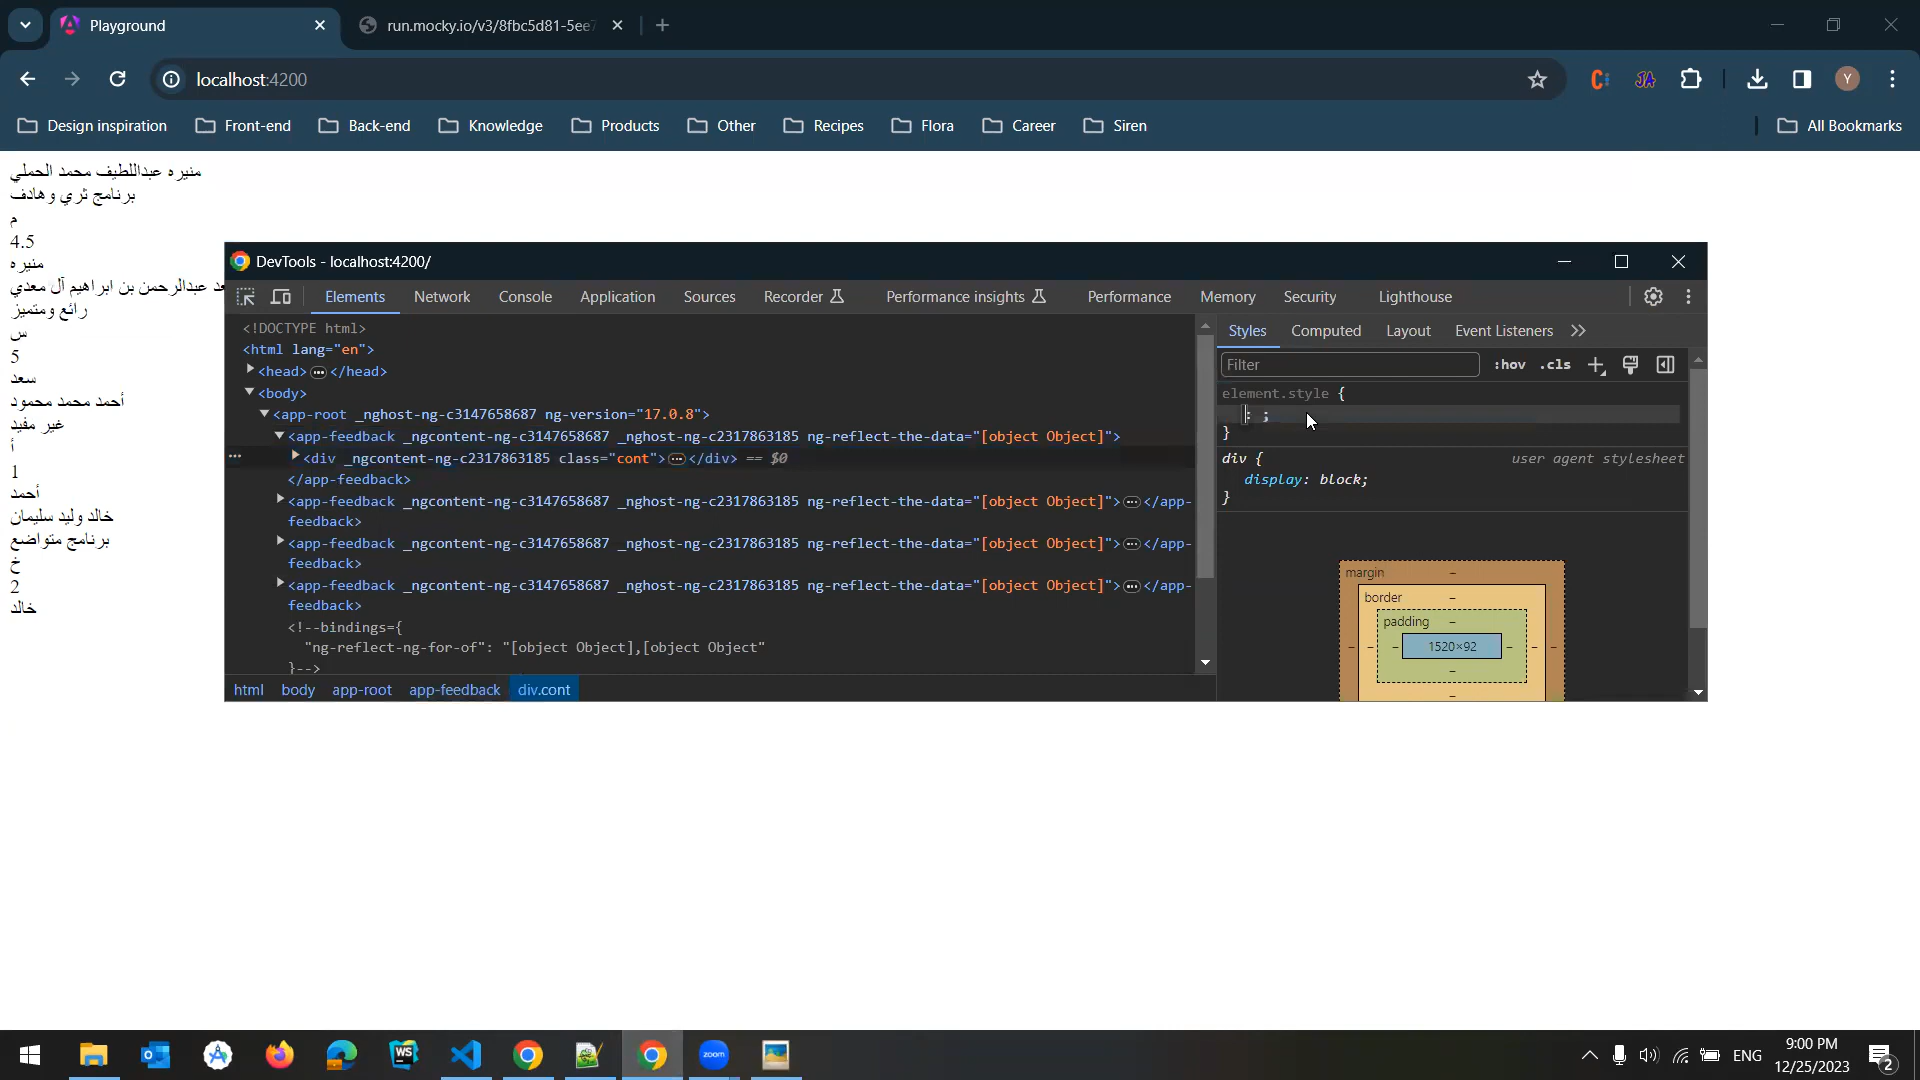 Playground
run.mocky.io/v3/8fbc5d81-5ee
localhost:4200
Y
Design inspiration
Front-end
Back-end
Knowledge
Products
Other
Recipes
Flora
Career
Siren
All Bookmarks
منيره عبداللطيف محمد الحملي
برنامج ثري وهادف
م
4.5
منيره
عد عبدالرحمن بن ابراهيم آل معدي
رائع ومتميز
س
5
سعد
أحمد محمد محمود
غير مفيد
أ
1
أحمد
خالد وليد سليمان
برنامج متواضع
خ
2
خالد
DevTools - localhost:4200/
Elements
Network
Console
Application
Sources
Recorder
Performance insights
Performance
Memory
Security
Lighthouse
<!DOCTYPE html>
<html lang="en">
<head> ⋯ </head>
<body>
<app-root _nghost-ng-c3147658687 ng-version="17.0.8">
<app-feedback _ngcontent-ng-c3147658687 _nghost-ng-c2317863185 ng-reflect-the-data="[object Object]">
<div _ngcontent-ng-c2317863185 class="cont"> ⋯ </div> == $0
</app-feedback>
<app-feedback _ngcontent-ng-c3147658687 _nghost-ng-c2317863185 ng-reflect-the-data="[object Object]"> ⋯ </app-
feedback>
<app-feedback _ngcontent-ng-c3147658687 _nghost-ng-c2317863185 ng-reflect-the-data="[object Object]"> ⋯ </app-
feedback>
<app-feedback _ngcontent-ng-c3147658687 _nghost-ng-c2317863185 ng-reflect-the-data="[object Object]"> ⋯ </app-
feedback>
<!--bindings={
"ng-reflect-ng-for-of": "[object Object],[object Object"
}-->
html
body
app-root
app-feedback
div.cont
Styles
Computed
Layout
Event Listeners
Filter
:hov
.cls
element.style {
: ;
}
div {
user agent stylesheet
display: block;
}
margin
border
padding
1520×92
WS
zoom
ENG
9:00 PM
12/25/2023
2